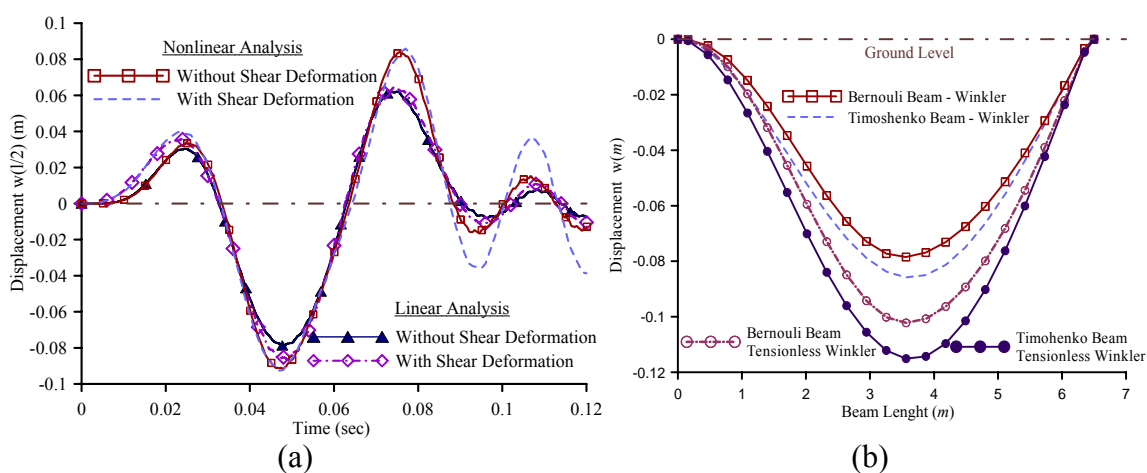 0.1
0.08
0.06
0.04
0.02
0
-0.02
-0.04
-0.06
-0.08
-0.1
Displacement w(l/2) (m)
Nonlinear Analysis
Without Shear Deformation
With Shear Deformation
Linear Analysis
Without Shear Deformation
With Shear Deformation
0 0.02 0.04 0.06 0.08 0.1 0.12
Time (sec)
(a)
0
-0.02
-0.04
-0.06
-0.08
-0.1
-0.12
Displacement w(m)
Ground Level
Bernouli Beam - Winkler
Timoshenko Beam - Winkler
Bernouli Beam
Tensionless Winkler
Timohenko Beam
Tensionless Winkler
0 1 2 3 4 5 6 7
Beam Lenght (m)
(b)